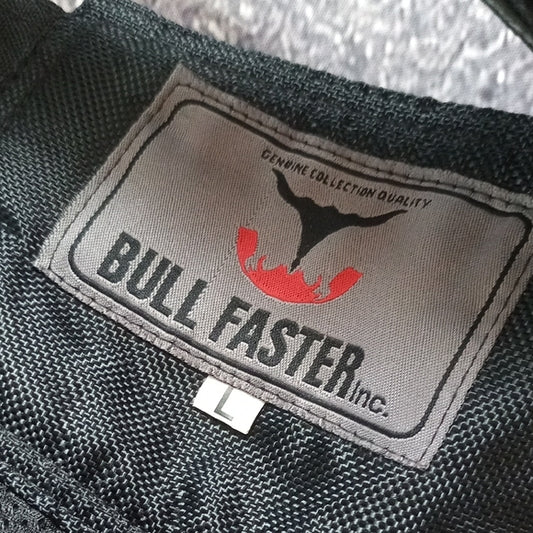 GENUINE COLLECTION QUALITY
BULL FASTER Inc.
L